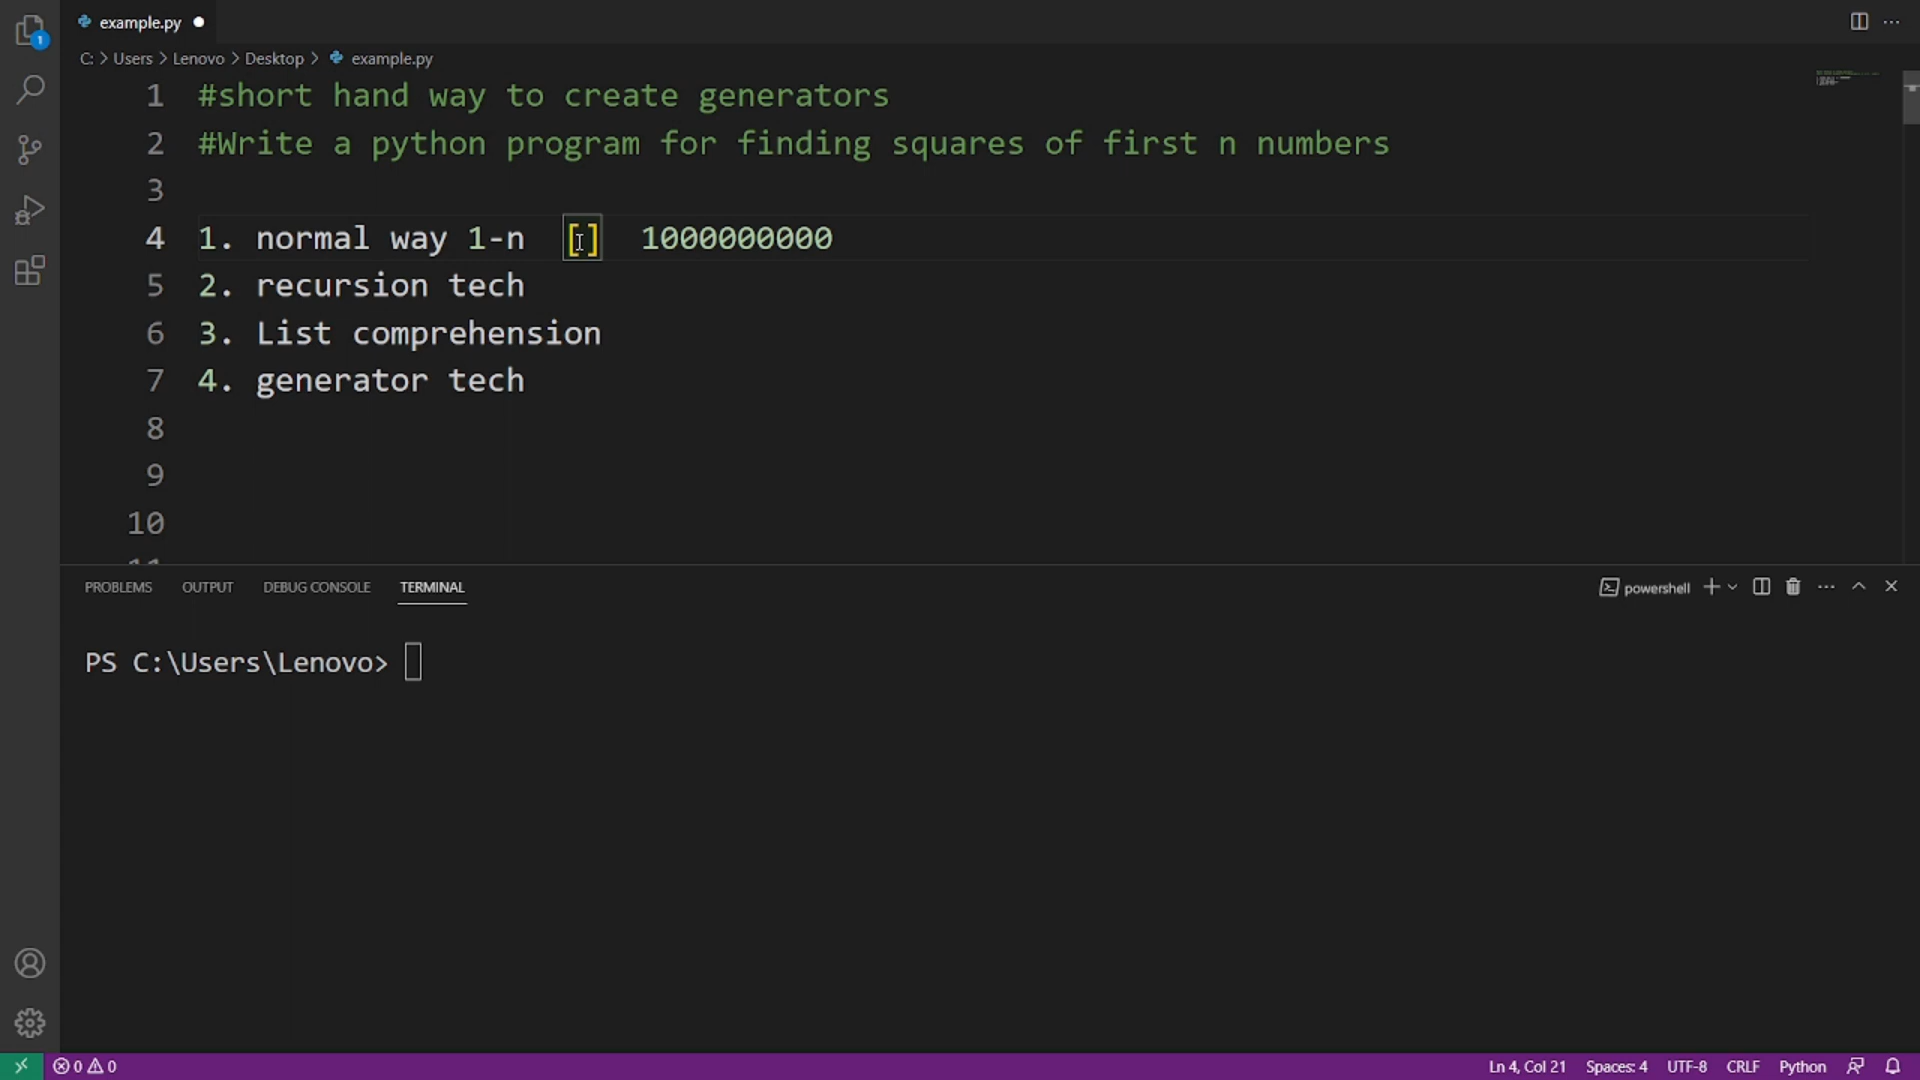 example.py
C: > Users > Lenovo > Desktop > example.py
1 #short hand way to create generators
2 #Write a python program for finding squares of first n numbers
3
4 1. normal way 1-n [] 1000000000
5 2. recursion tech
6 3. List comprehension
7 4. generator tech
8
9
10
11
PROBLEMS OUTPUT DEBUG CONSOLE TERMINAL powershell
PS C:\Users\Lenovo>
1
0 0 Ln 4, Col 21 Spaces: 4 UTF-8 CRLF Python